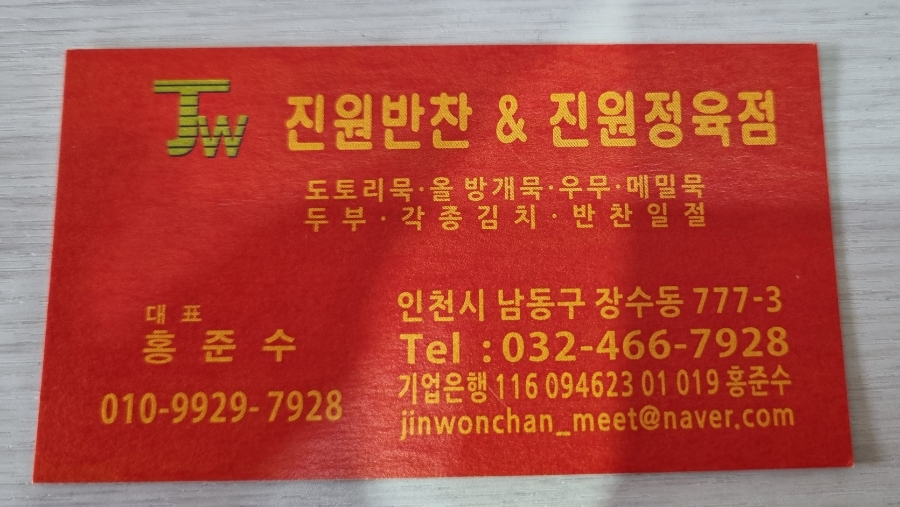 JW 진원반찬 & 진원정육점
도토리묵·올 방개묵·우무·메밀묵
두부·각종김치·반찬일절
대표
홍준수
010-9929-7928
인천시 남동구 장수동 777-3
Tel : 032-466-7928
기업은행 116 094623 01 019 홍준수
jinwonchan_meet@naver.com